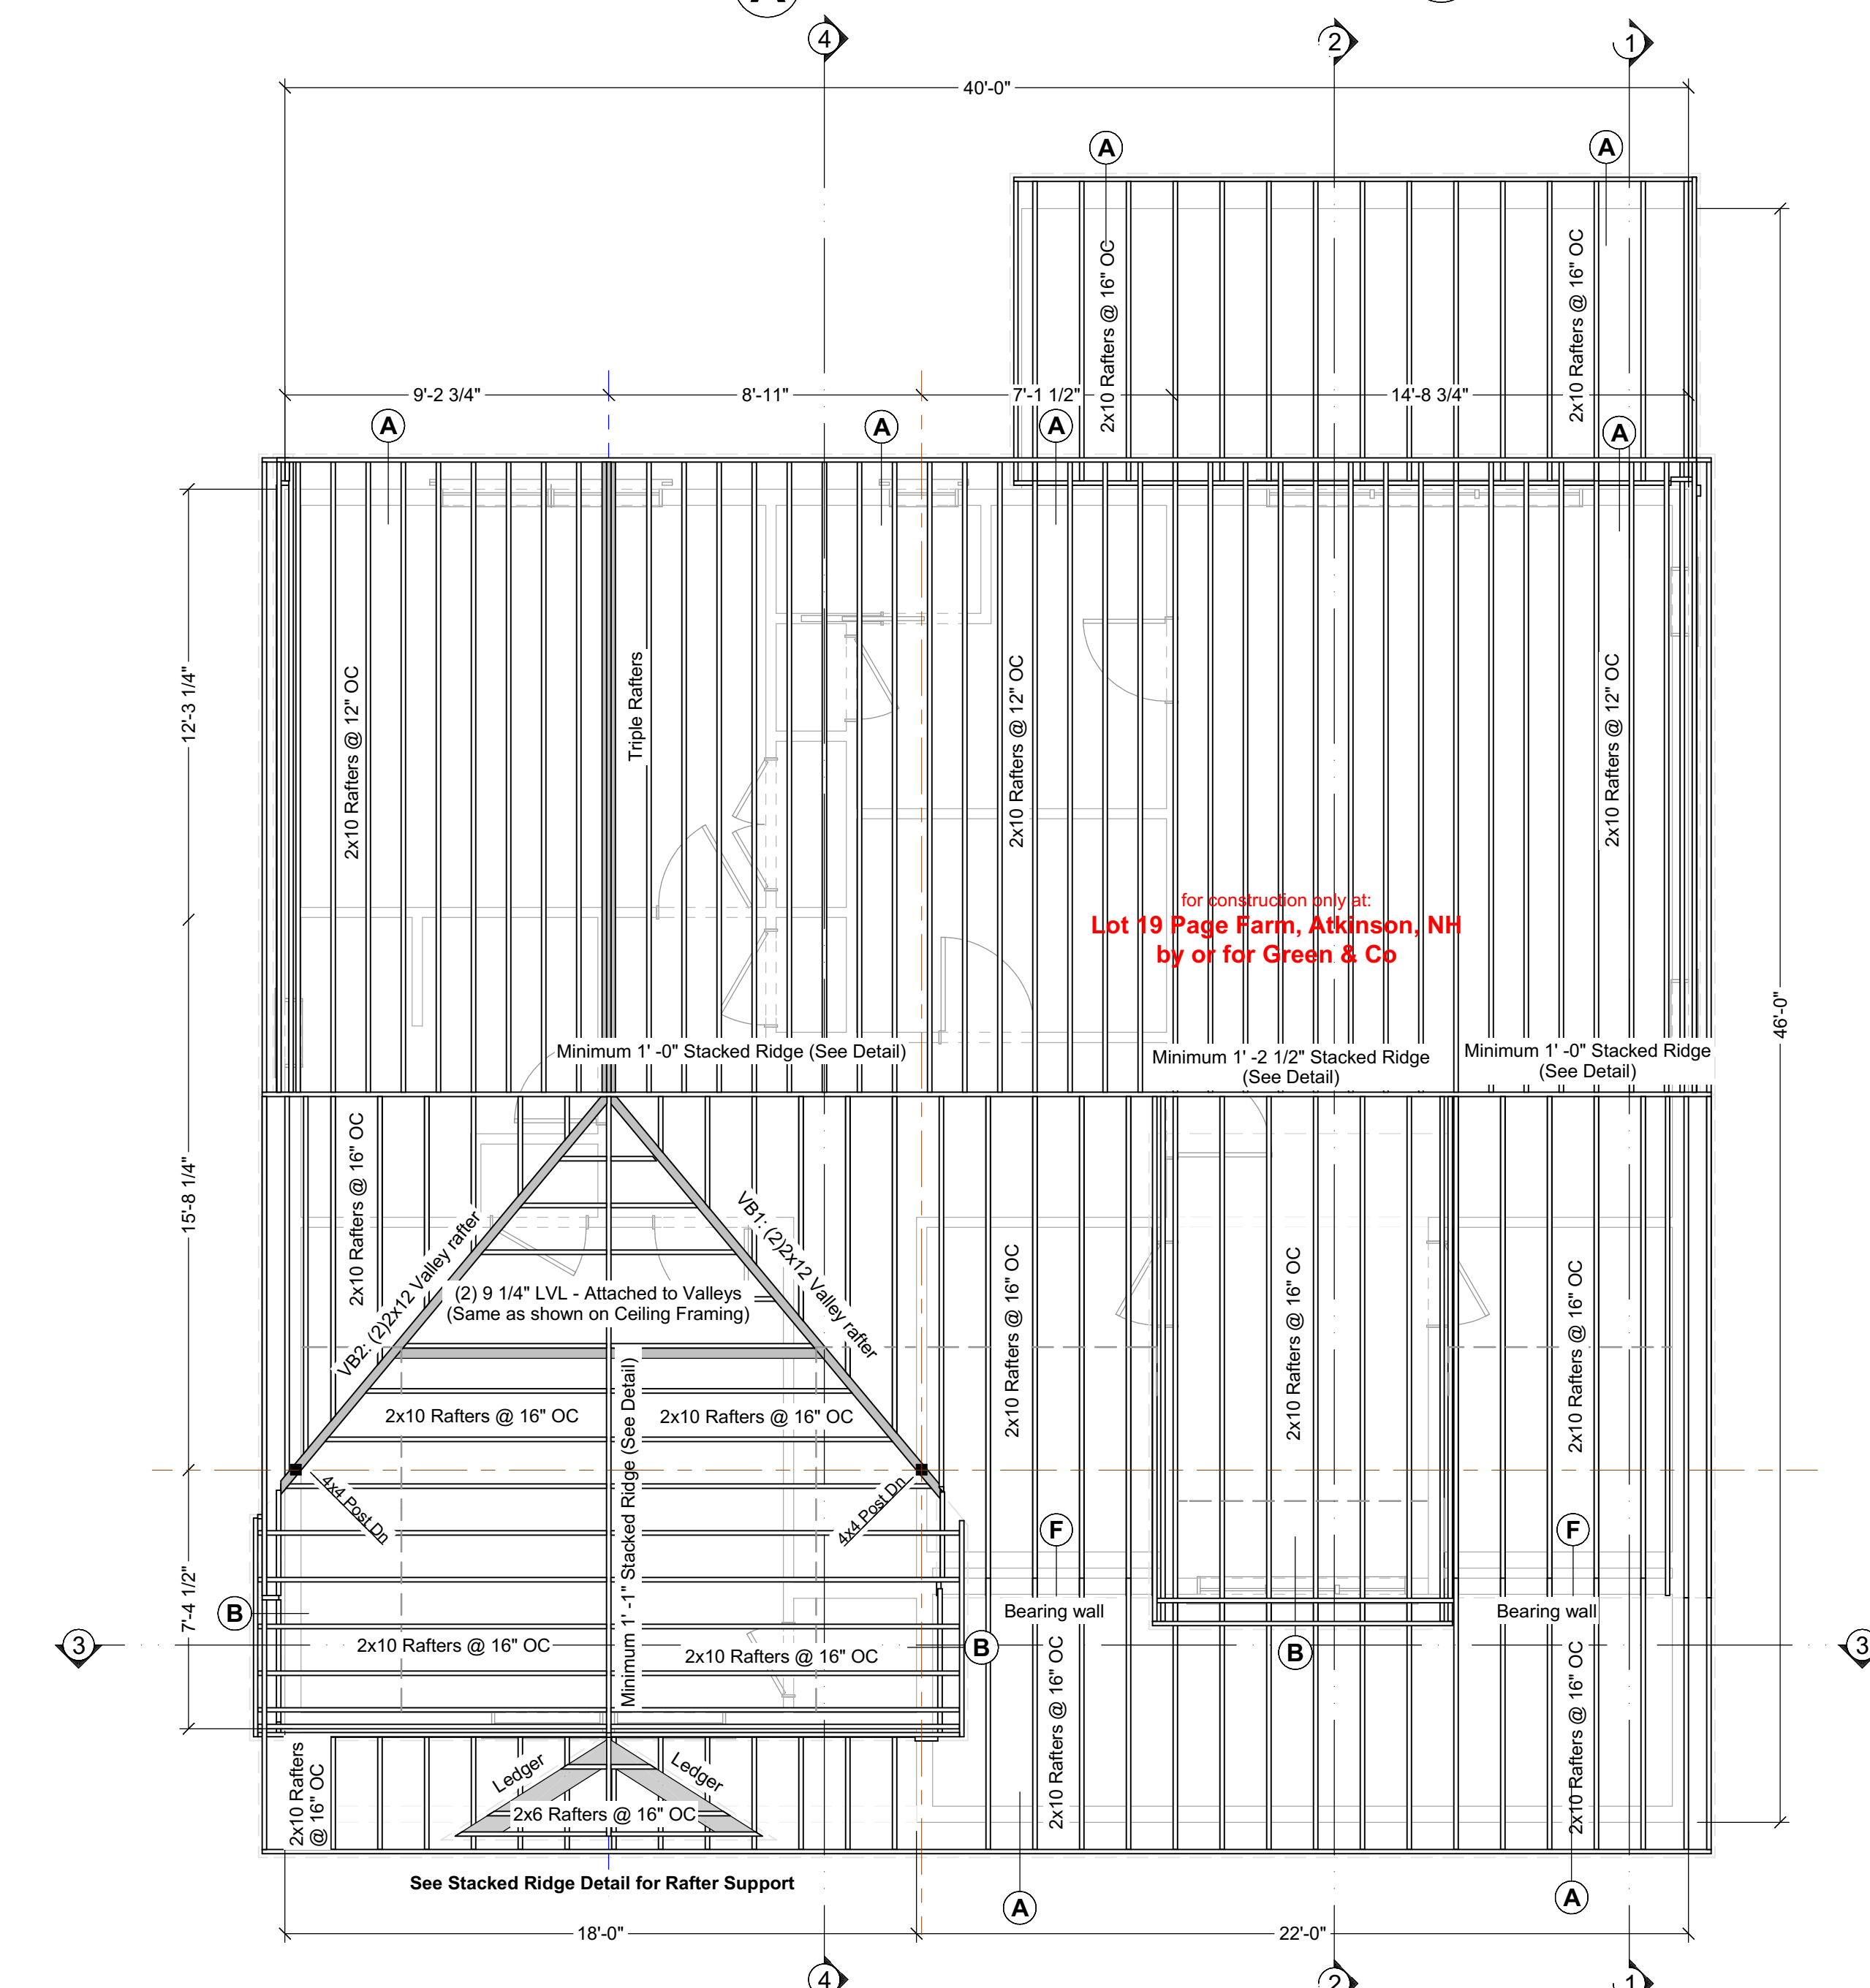 A
4
2
1
40'-0"
A
A
2x10 Rafters @ 16" OC
2x10 Rafters @ 16" OC
9'-2 3/4"
8'-11"
7'-1 1/2"
14'-8 3/4"
A
A
A
A
12'-3 1/4"
2x10 Rafters @ 12" OC
Triple Rafters
2x10 Rafters @ 12" OC
2x10 Rafters @ 12" OC
for construction only at:
Lot 19 Page Farm, Atkinson, NH
by or for Green & Co
46'-0"
Minimum 1' -0" Stacked Ridge (See Detail)
Minimum 1' -2 1/2" Stacked Ridge
(See Detail)
Minimum 1' -0" Stacked Ridge
(See Detail)
15'-8 1/4"
2x10 Rafters @ 16" OC
VB2: (2)2x12 Valley rafter
VB1: (2)2x12 Valley rafter
(2) 9 1/4" LVL - Attached to Valleys
(Same as shown on Ceiling Framing)
2x10 Rafters @ 16" OC
2x10 Rafters @ 16" OC
2x10 Rafters @ 16" OC
2x10 Rafters @ 16" OC
2x10 Rafters @ 16" OC
Minimum 1' -1" Stacked Ridge (See Detail)
4x4 Post Dn
4x4 Post Dn
F
F
7'-4 1/2"
B
Bearing wall
Bearing wall
3
2x10 Rafters @ 16" OC
2x10 Rafters @ 16" OC
B
B
3
2x10 Rafters @ 16" OC
2x10 Rafters @ 16" OC
2x10 Rafters
@ 16" OC
Ledger
Ledger
2x6 Rafters @ 16" OC
See Stacked Ridge Detail for Rafter Support
A
A
18'-0"
22'-0"
4
2
1